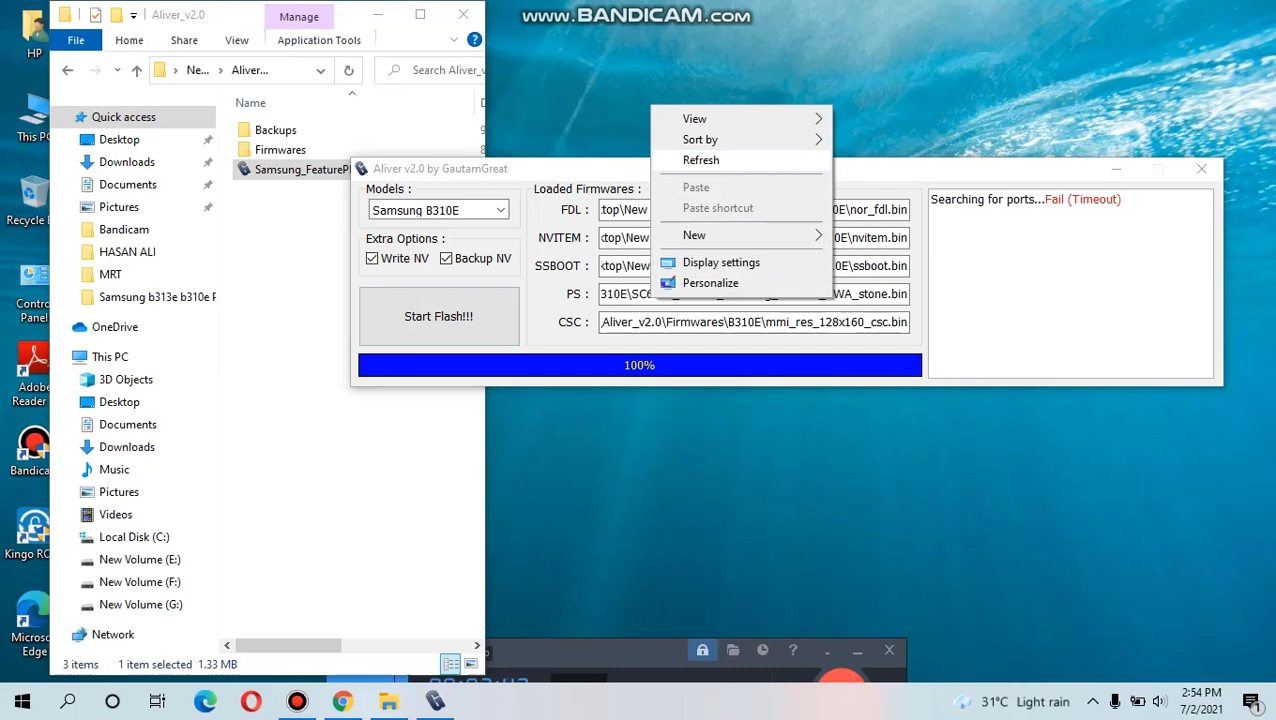 www.BANDICAM.com
Aliver_v2.0
Manage
File
Home
Share
View
Application Tools
Ne...
Aliver...
Search Aliver_v
Name
Quick access
Desktop
Downloads
Documents
Pictures
Bandicam
HASAN ALI
MRT
Samsung b313e b310e
OneDrive
This PC
3D Objects
Desktop
Documents
Downloads
Music
Pictures
Videos
Local Disk (C:)
New Volume (E:)
New Volume (F:)
New Volume (G:)
Network
Backups
Firmwares
Samsung_FeatureP
3 items
1 item selected
1.33 MB
HP
This PC
Recycle
Control
Panel
Adobe
Reader
Kingo RO
Microso
Edge
Aliver v2.0 by GautamGreat
Models:
Samsung B310E
Extra Options :
Write NV
Backup NV
Start Flash!!!
Loaded Firmwares :
FDL :
:top\New
0E\nor_fdl.bin
NVITEM :
ktop\New
0E\nvitem.bin
SSBOOT :
ktop\New
0E\ssboot.bin
PS :
310E\SC6
WA_stone.bin
CSC :
Aliver_v2.0\Firmwares\B310E\mmi_res_128x160_csc.bin
100%
Searching for ports...Fail (Timeout)
View
Sort by
Refresh
Paste
Paste shortcut
New
Display settings
Personalize
31°C Light rain
2:54 PM
7/2/2021
1